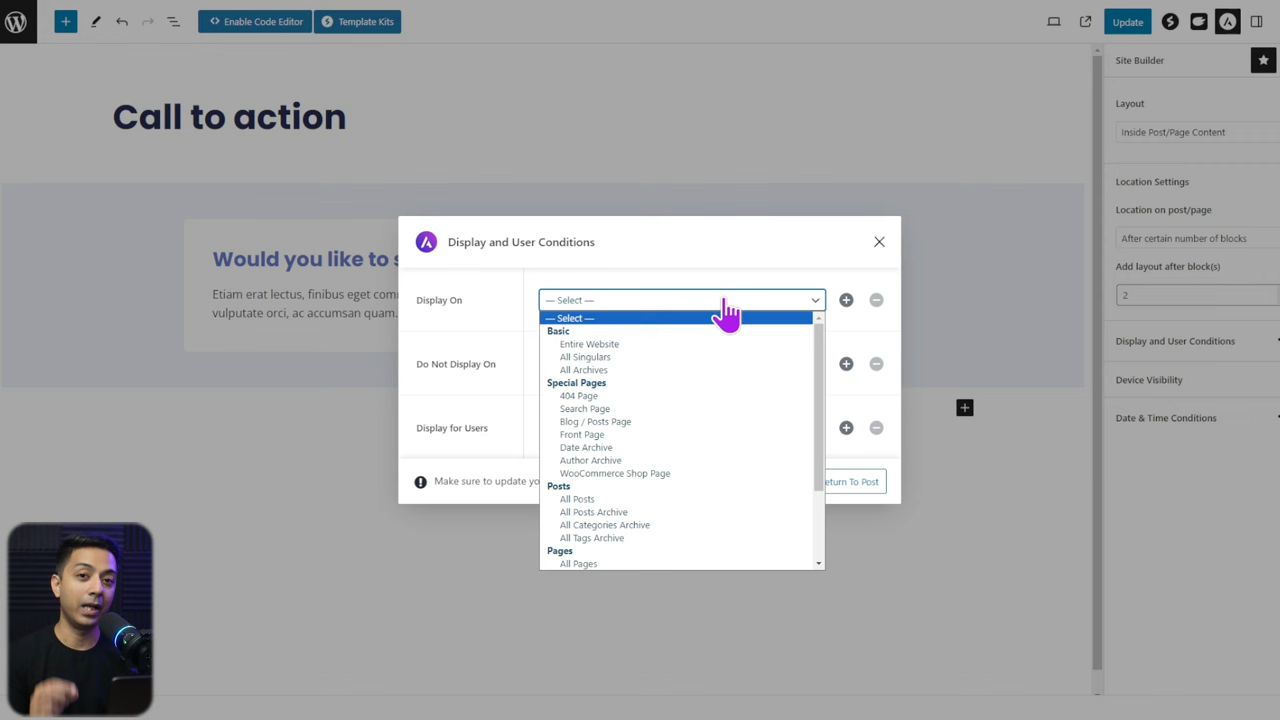 Enable Code Editor
Template Kits
Update
Site Builder
Call to action
Layout
Inside Post/Page Content
Location Settings
Location on post/page
After certain number of blocks
Add layout after block(s)
2
Display and User Conditions
Device Visibility
Date & Time Conditions
Would you like to
Etiam erat lectus, finibus eget
vulputate orci, ac accumsan quam.
Display and User Conditions
Display On
— Select —
— Select —
Basic
Entire Website
All Singulars
All Archives
Special Pages
404 Page
Search Page
Blog / Posts Page
Front Page
Date Archive
Author Archive
WooCommerce Shop Page
Posts
All Posts
All Posts Archive
All Categories Archive
All Tags Archive
Pages
All Pages
Do Not Display On
Display for Users
Make sure to update
To Post